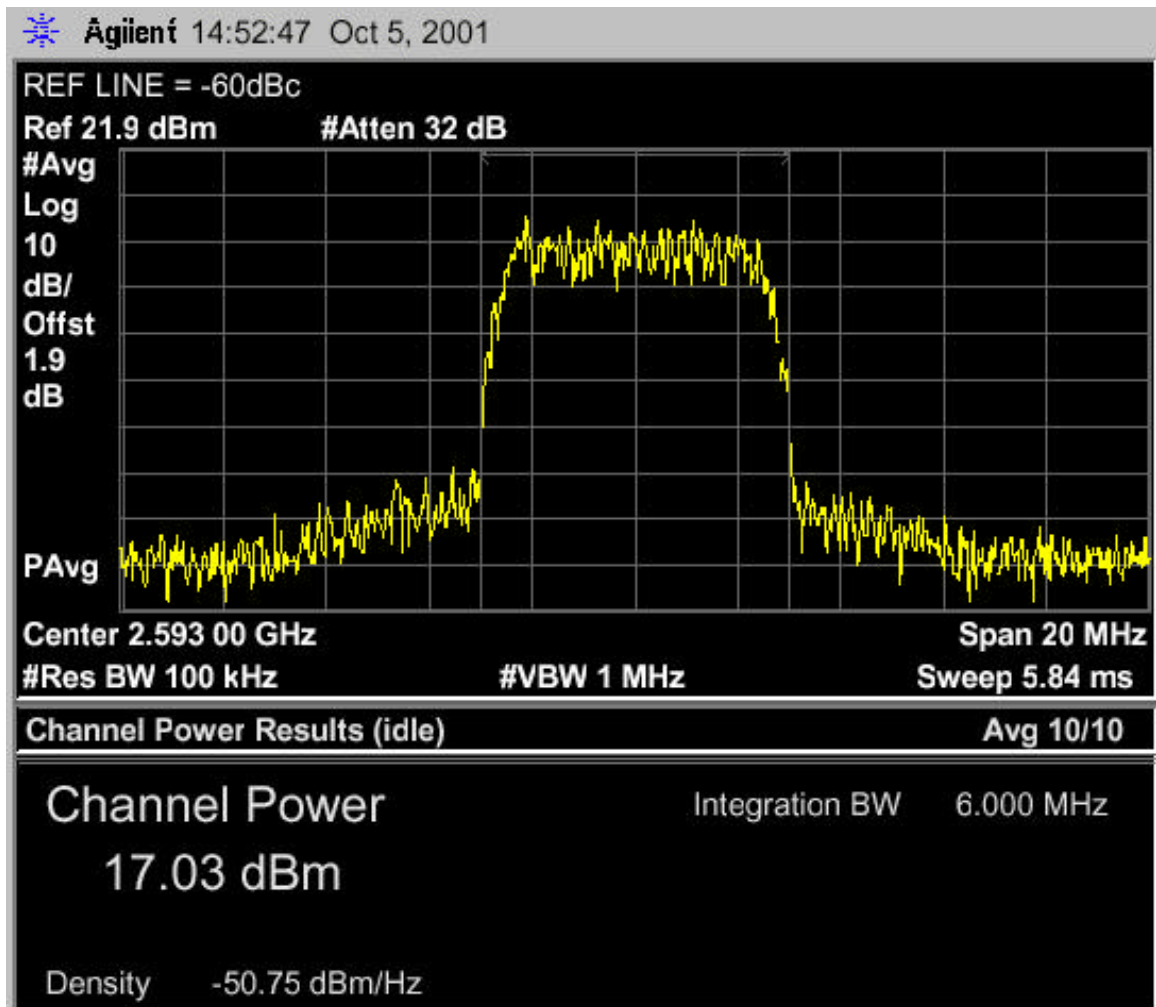 Agilent 14:52:47 Oct 5, 2001
REF LINE = -60dBc
Ref 21.9 dBm #Atten 32 dB
#Avg
Log
10
dB/
Offst
1.9
dB
PAvg
Center 2.593 00 GHz Span 20 MHz
#Res BW 100 kHz #VBW 1 MHz Sweep 5.84 ms
Channel Power Results (idle) Avg 10/10
Channel Power Integration BW 6.000 MHz
17.03 dBm
Density -50.75 dBm/Hz